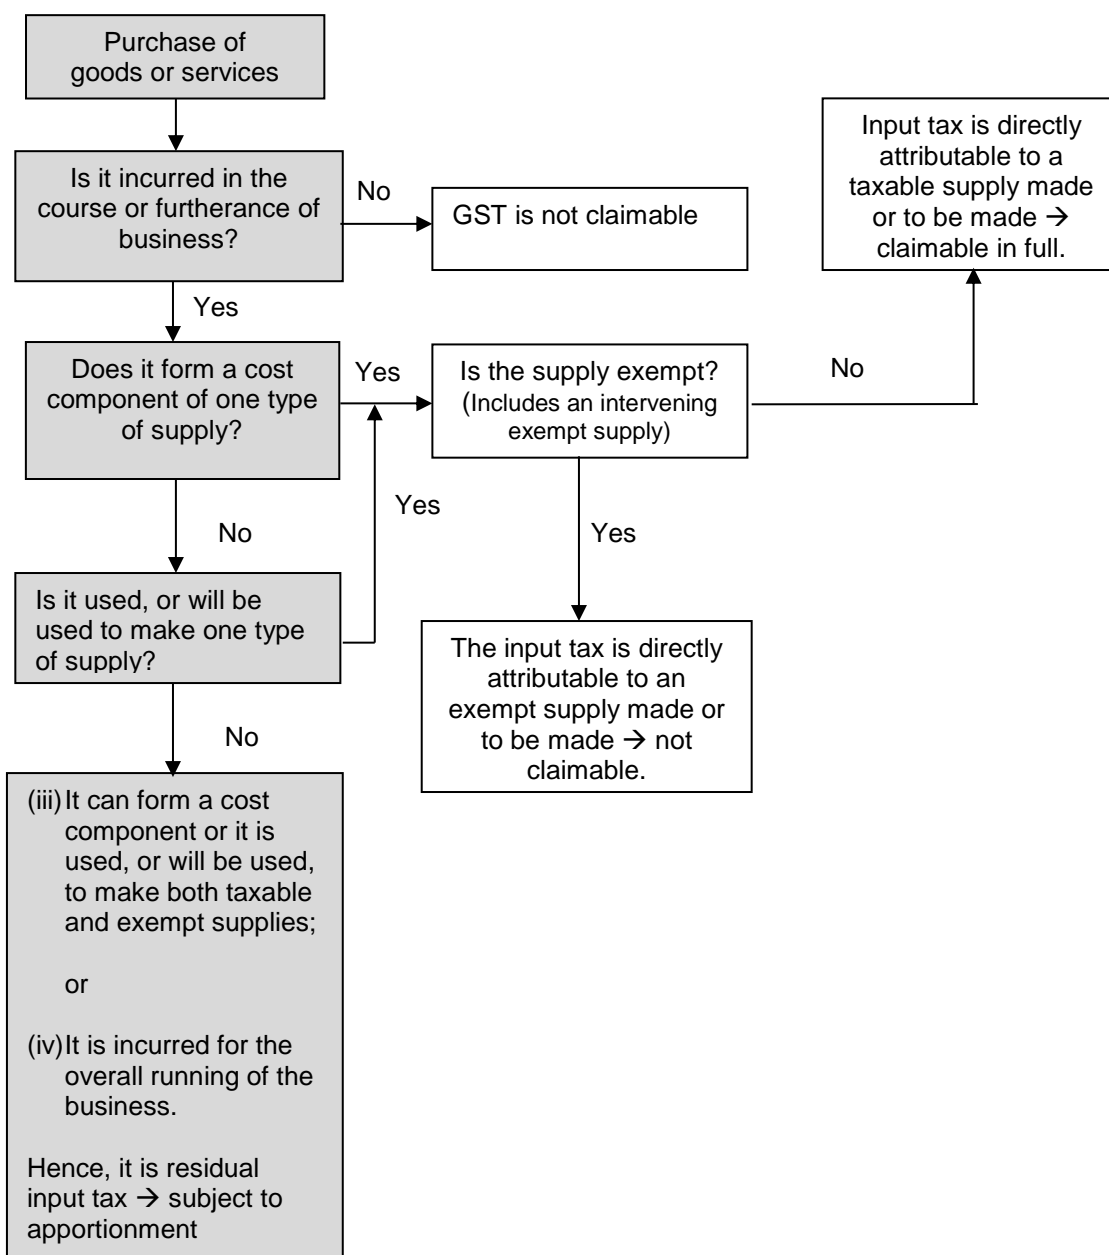 Purchase of
goods or services
Is it incurred in the
course or furtherance of
business?
No
GST is not claimable
Input tax is directly
attributable to a
taxable supply made
or to be made →
claimable in full.
Yes
Does it form a cost
component of one type
of supply?
Yes
Is the supply exempt?
(Includes an intervening
exempt supply)
No
Yes
No
Yes
Is it used, or will be
used to make one type
of supply?
The input tax is directly
attributable to an
exempt supply made or
to be made → not
claimable.
No
(iii) It can form a cost
component or it is
used, or will be used,
to make both taxable
and exempt supplies;
or
(iv) It is incurred for the
overall running of the
business.
Hence, it is residual
input tax → subject to
apportionment